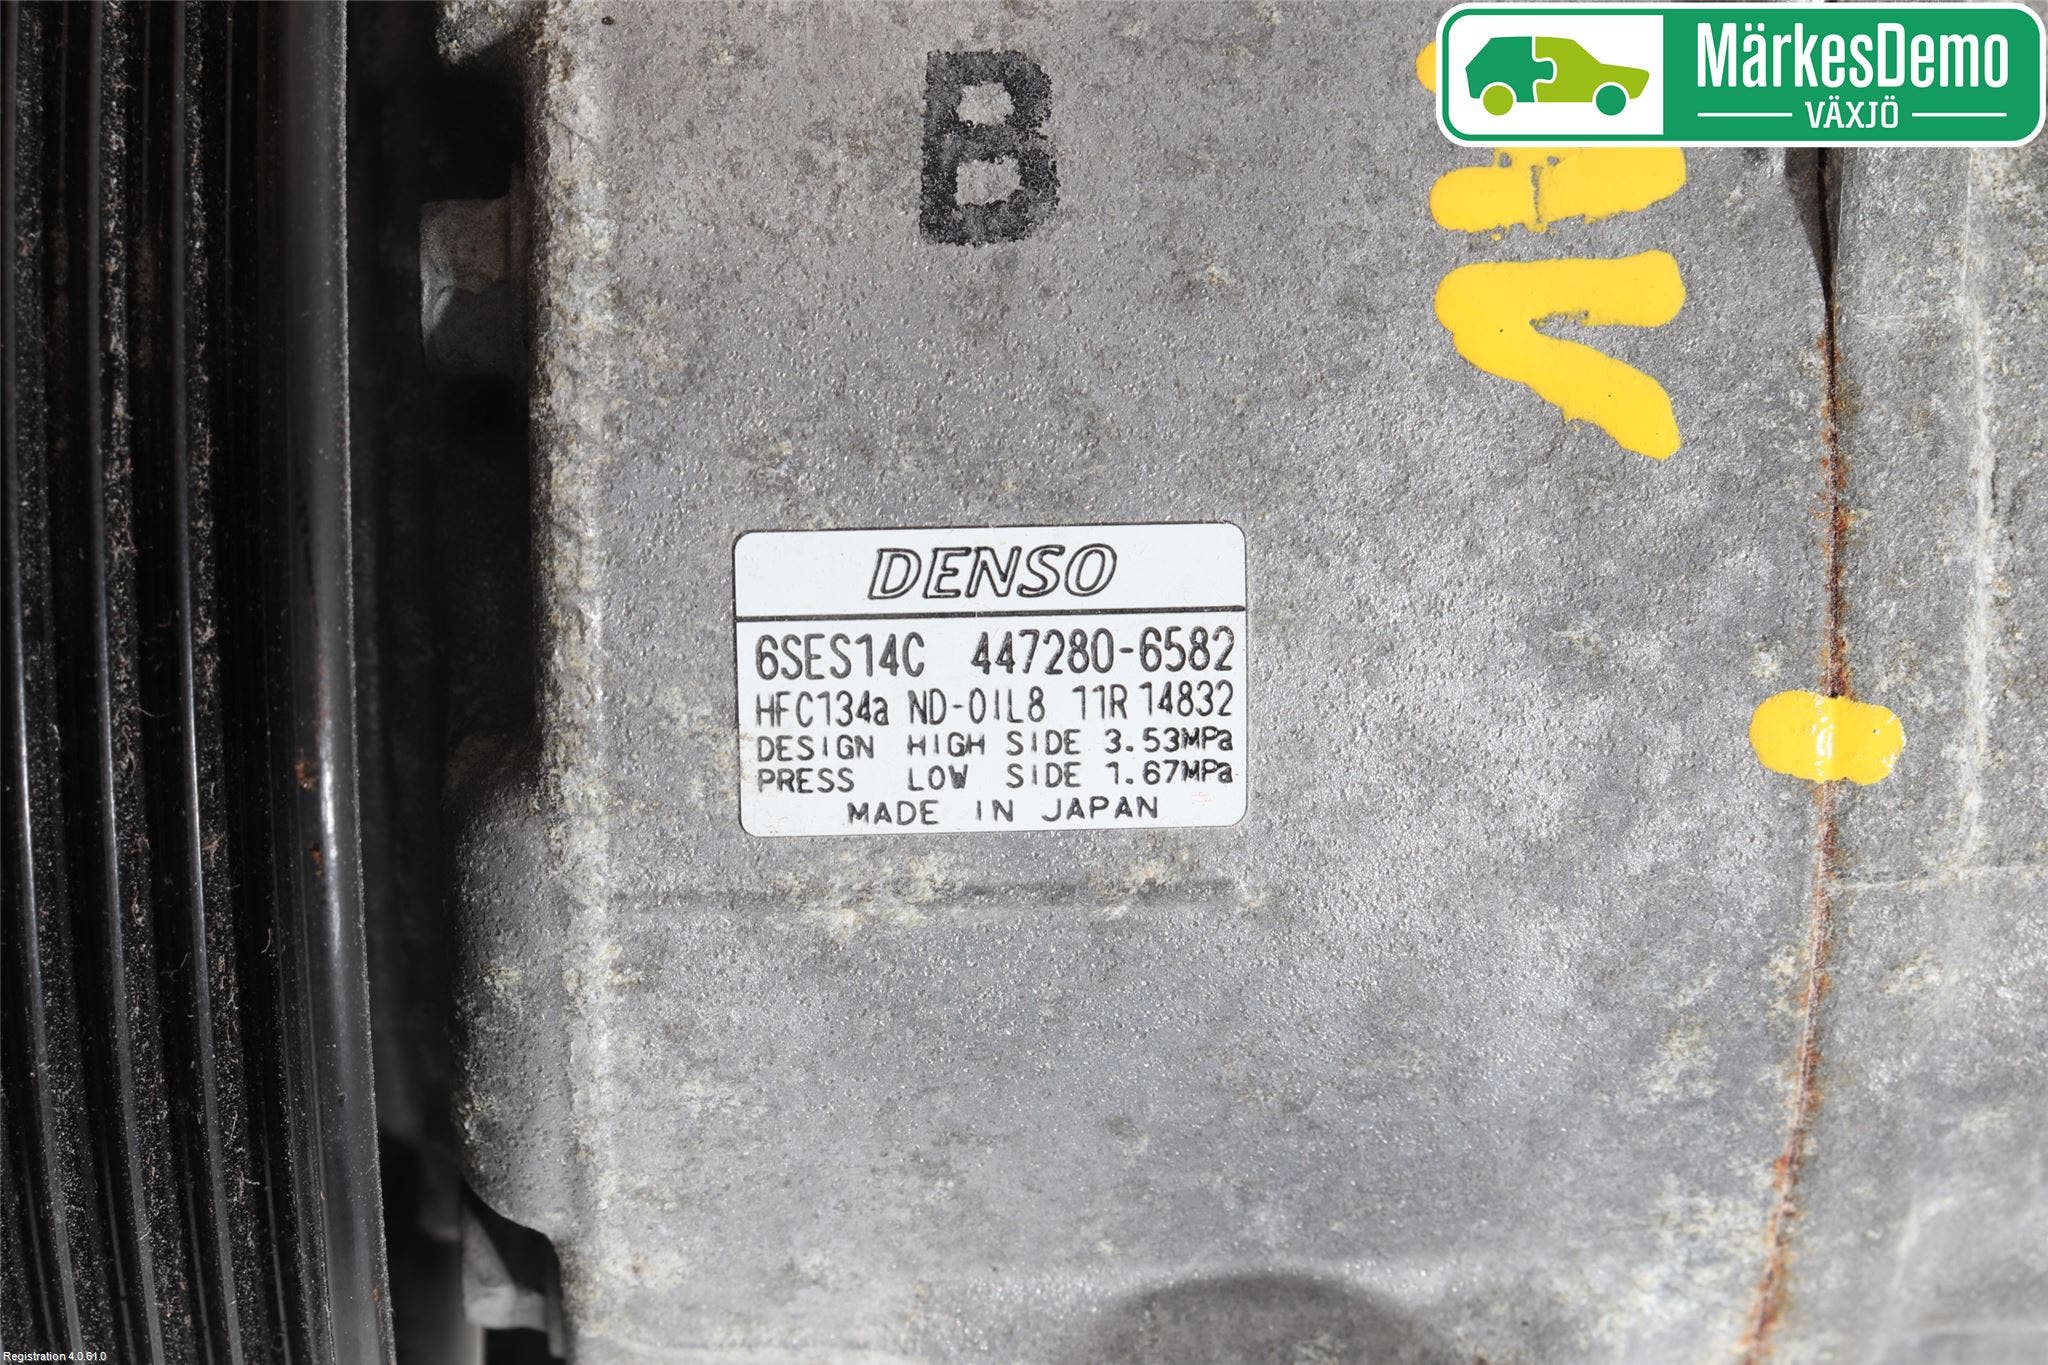 MärkesDemo
VÄXJÖ
B
DENSO
6SES14C 447280-6582
HFC134a ND-OIL8 11R 14832
DESIGN HIGH SIDE 3.53MPa
PRESS LOW SIDE 1.67MPa
MADE IN JAPAN
Registration 4.0.61.0